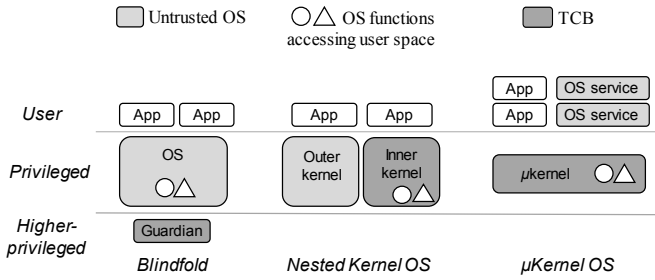 Untrusted OS
OS functions
accessing user space
TCB
User
App
App
App
App
App
OS service
App
OS service
Privileged
OS
Outer
kernel
Inner
kernel
µkernel
Higher-
privileged
Guardian
Blindfold
Nested Kernel OS
µKernel OS